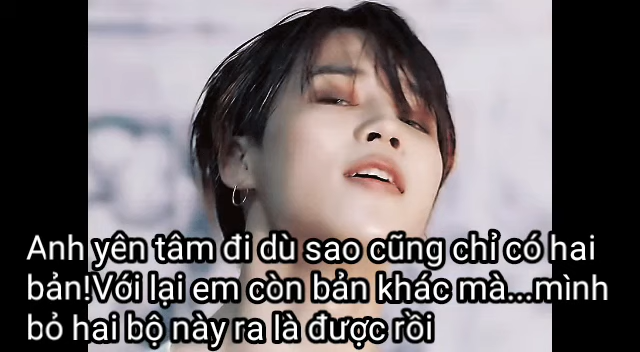 Anh yên tâm đi dù sao cũng chỉ có hai
bản!Với lại em còn bản khác mà...mình
bỏ hai bộ này ra là được rồi